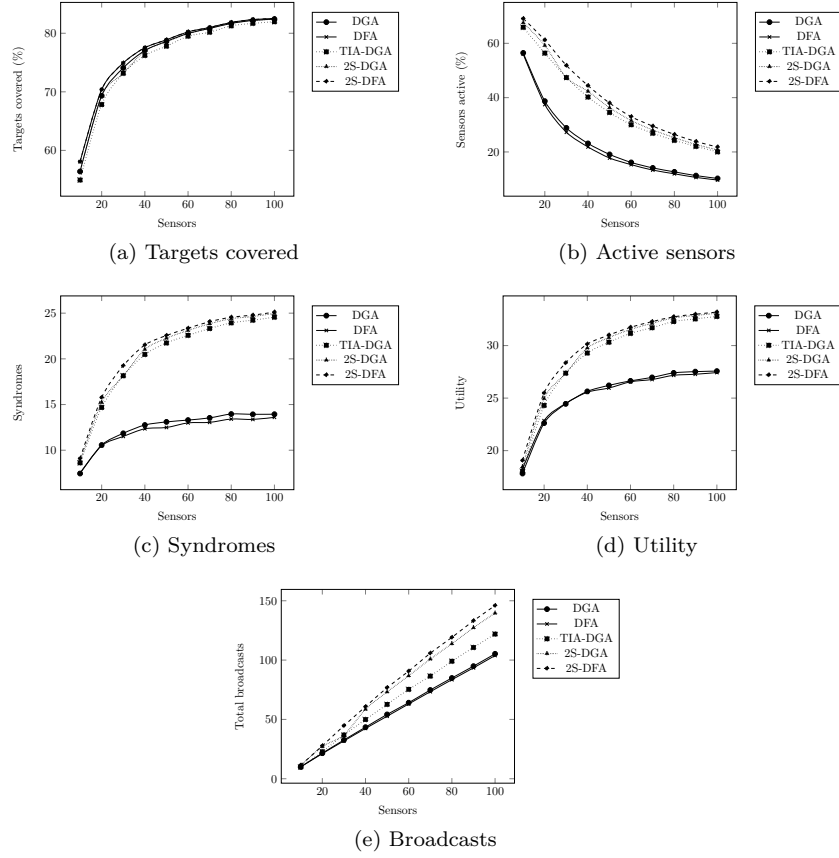 DGA
DFA
TIA-DGA
2S-DGA
2S-DFA
80
70
60
Targets covered (%)
20 40 60 80 100
Sensors
(a) Targets covered
DGA
DFA
TIA-DGA
2S-DGA
2S-DFA
60
40
20
Sensors active (%)
20 40 60 80 100
Sensors
(b) Active sensors
DGA
DFA
TIA-DGA
2S-DGA
2S-DFA
25
20
15
10
Syndromes
20 40 60 80 100
Sensors
(c) Syndromes
DGA
DFA
TIA-DGA
2S-DGA
2S-DFA
30
25
20
Utility
20 40 60 80 100
Sensors
(d) Utility
DGA
DFA
TIA-DGA
2S-DGA
2S-DFA
150
100
50
0
Total broadcasts
20 40 60 80 100
Sensors
(e) Broadcasts